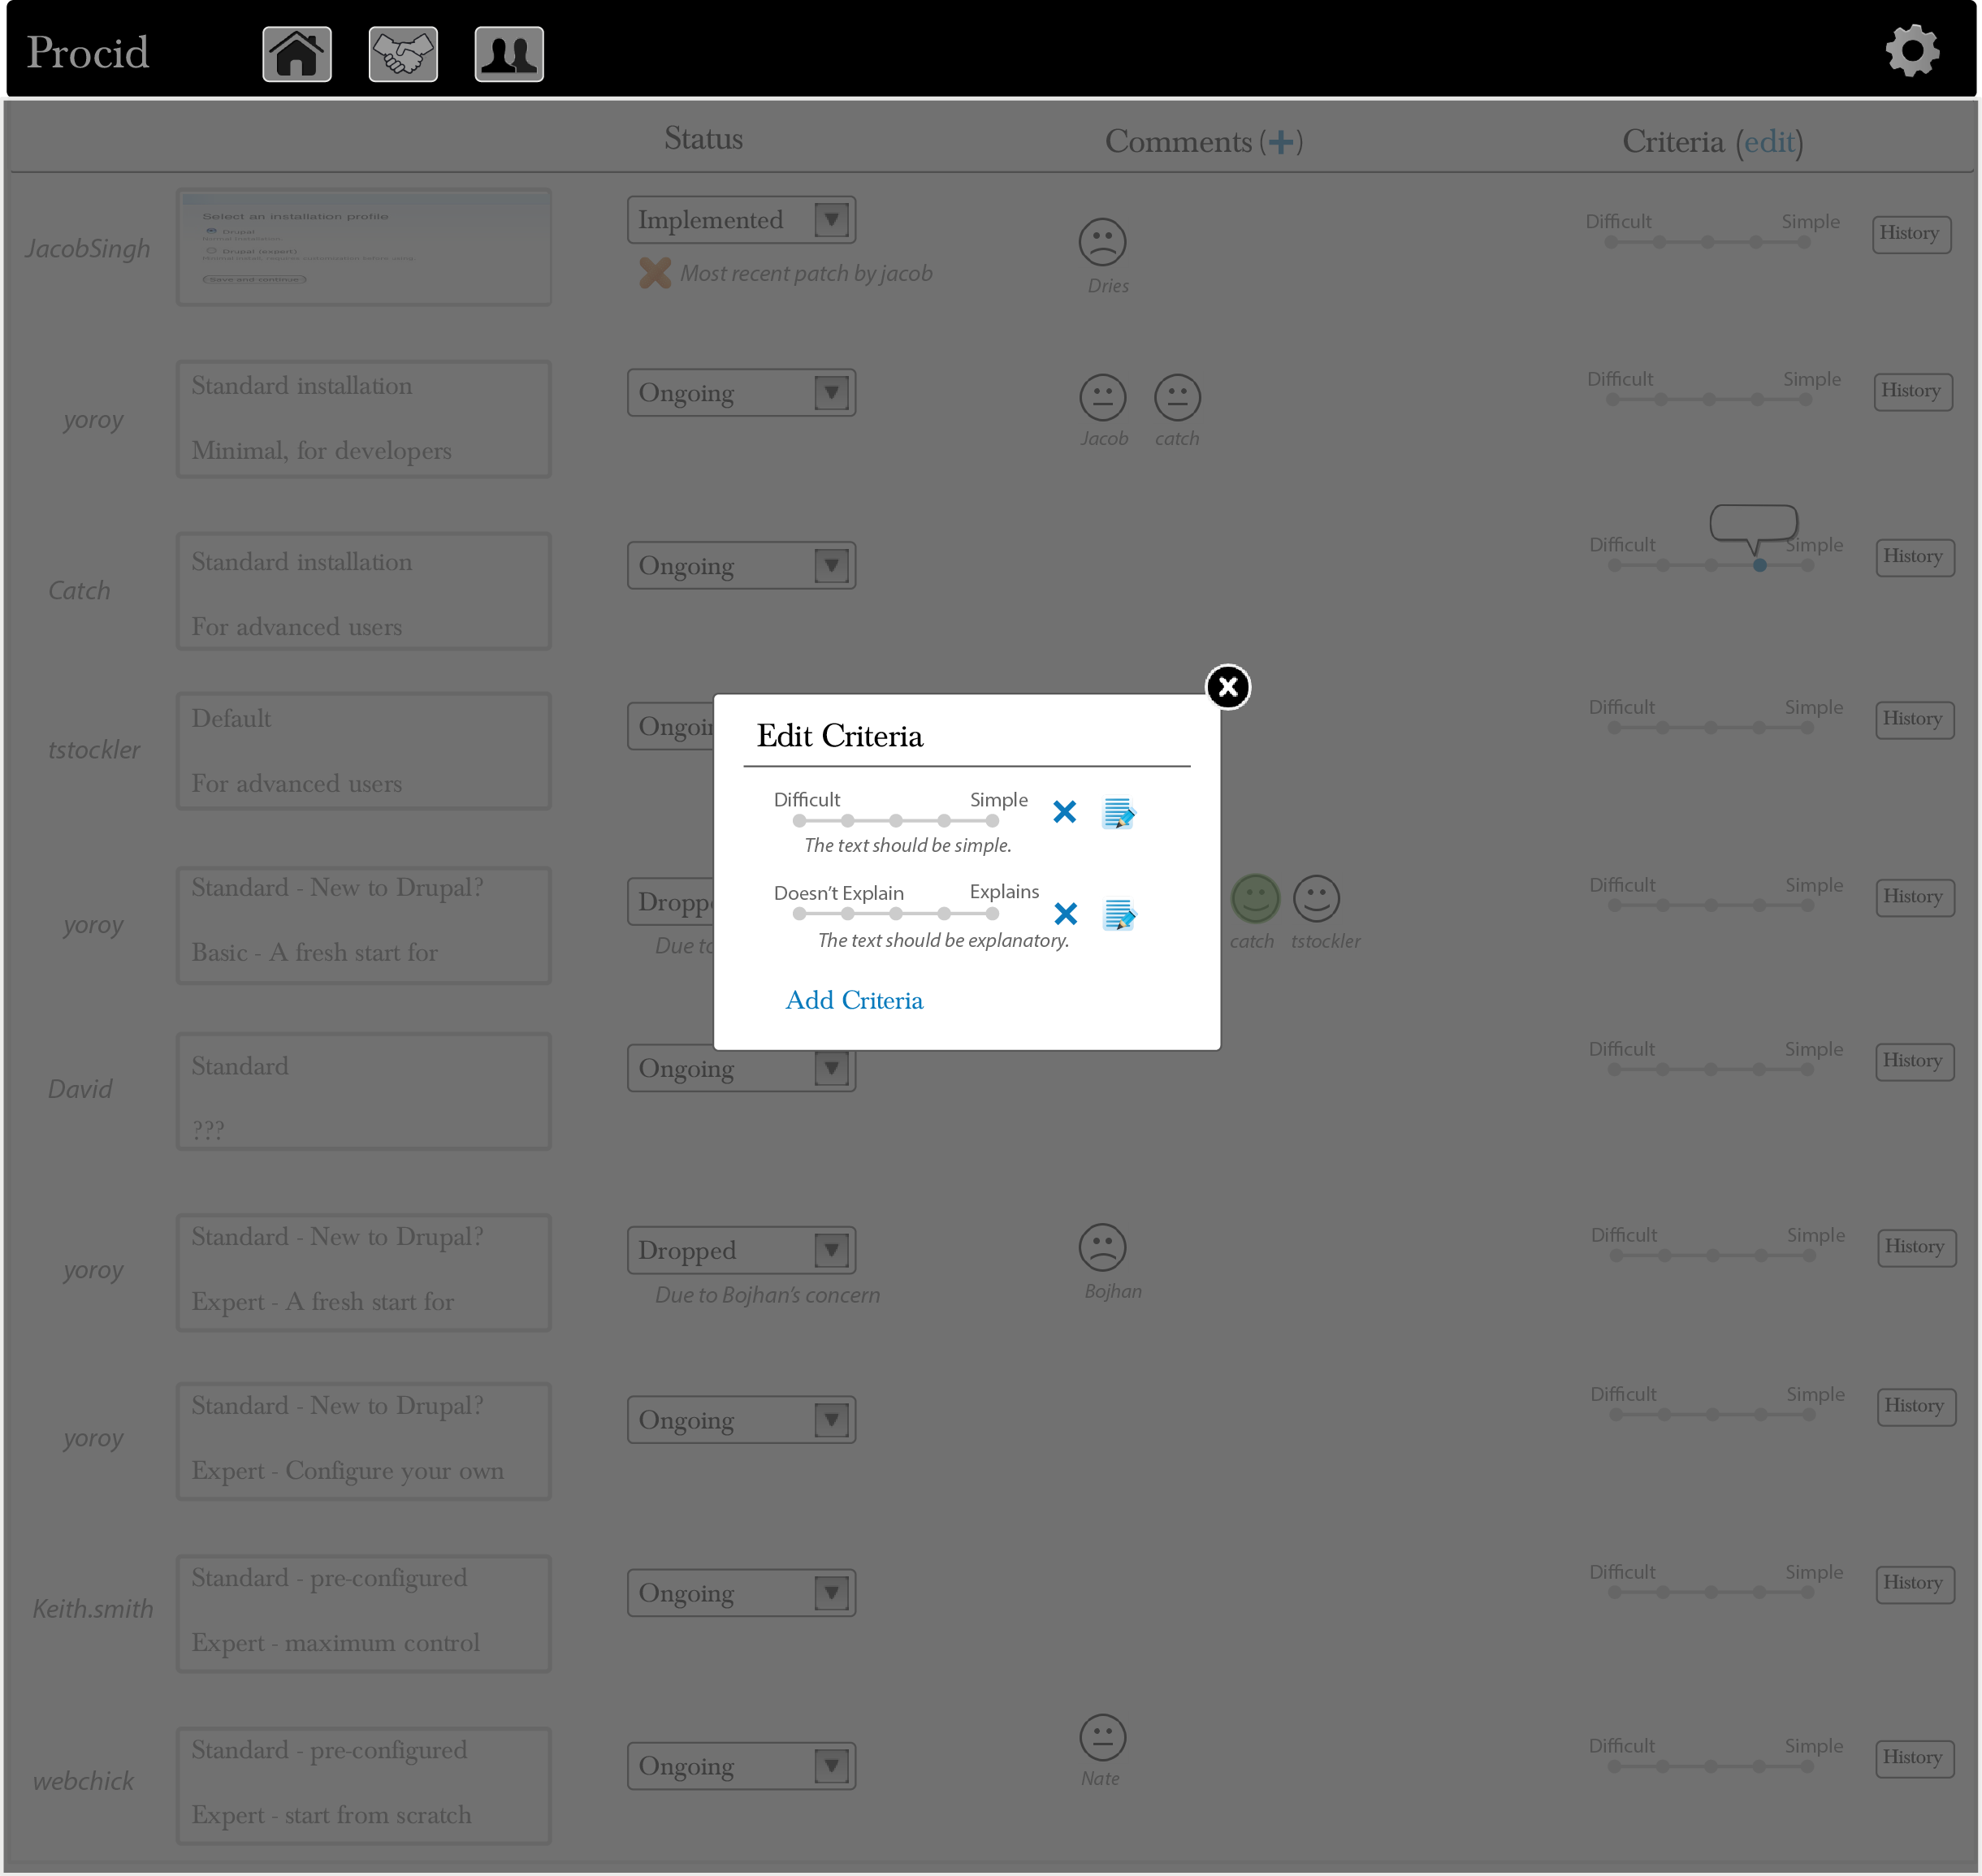 Procid
Status
Comments (+)
Criteria (edit)
JacobSingh
Select an installation profile
Drupal
Drupal (expert)
Save and continue
Implemented
Most recent patch by jacob
Dries
Difficult Simple
History
yoroy
Standard installation
Minimal, for developers
Ongoing
Jacob catch
Difficult Simple
History
Catch
Standard installation
For advanced users
Ongoing
Difficult Simple
History
tstockler
Default
For advanced users
Difficult Simple
History
Edit Criteria
Difficult Simple
The text should be simple.
Doesn't Explain Explains
The text should be explanatory.
Add Criteria
yoroy
Standard - New to Drupal?
Basic - A fresh start for
Due to
catch tstockler
Difficult Simple
History
David
Standard
???
Ongoing
Difficult Simple
History
yoroy
Standard - New to Drupal?
Expert - A fresh start for
Dropped
Due to Bojhan's concern
Bojhan
Difficult Simple
History
yoroy
Standard - New to Drupal?
Expert - Configure your own
Ongoing
Difficult Simple
History
Keith.smith
Standard - pre-configured
Expert - maximum control
Ongoing
Difficult Simple
History
webchick
Standard - pre-configured
Expert - start from scratch
Ongoing
Nate
Difficult Simple
History